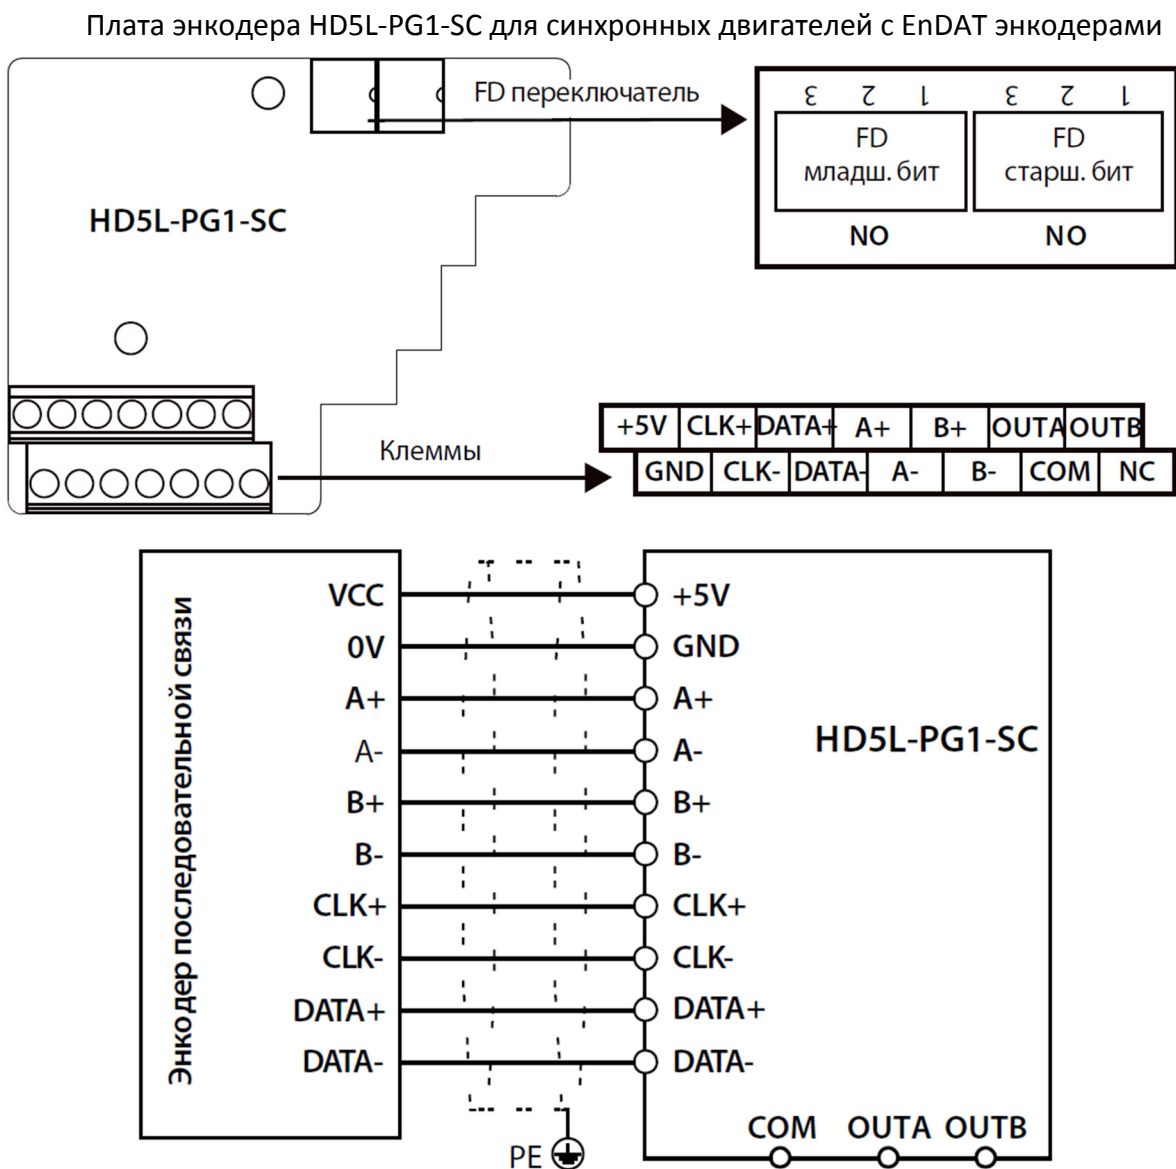 Плата энкодера HD5L-PG1-SC для синхронных двигателей с EnDAT энкодерами
FD переключатель
3 2 1 3 2 1
FD FD
младш. бит старш. бит
NO NO
HD5L-PG1-SC
Клеммы
+5V CLK+ DATA+ A+ B+ OUTA OUTB
GND CLK- DATA- A- B- COM NC
Энкодер последовательной связи
VCC +5V
0V GND
A+ A+
A- A-
HD5L-PG1-SC
B+ B+
B- B-
CLK+ CLK+
CLK- CLK-
DATA+ DATA+
DATA- DATA-
COM OUTA OUTB
PE